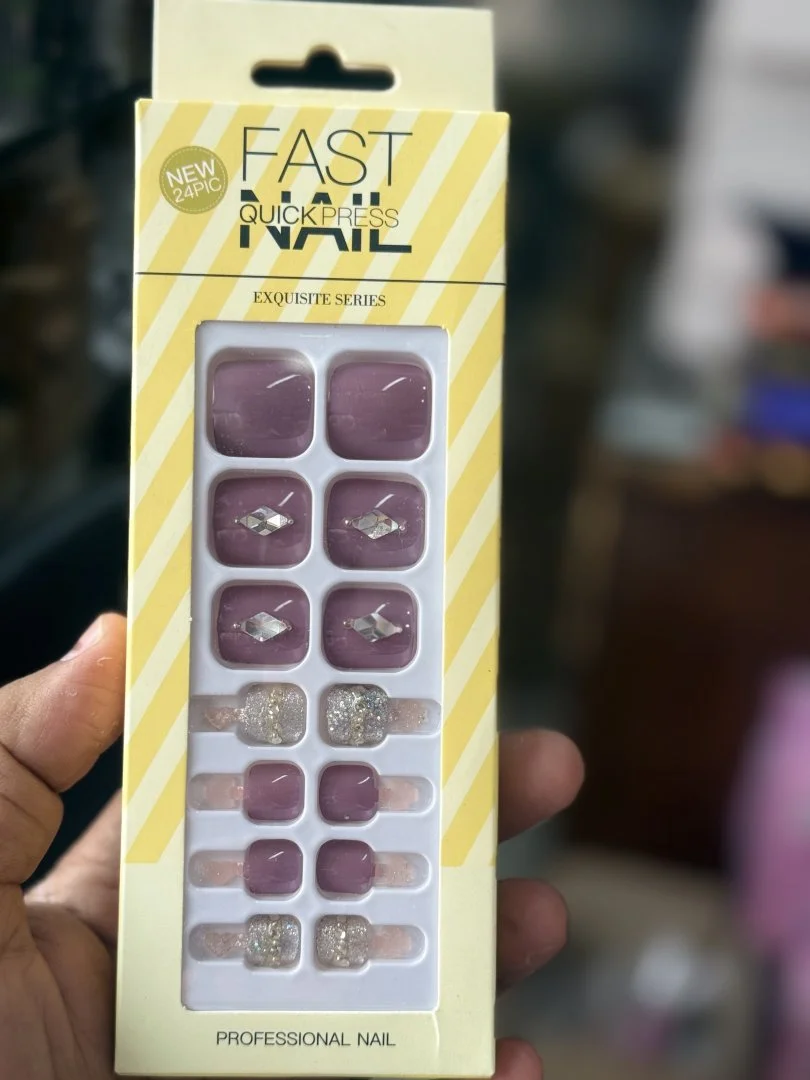 NEW
24PIC
FAST
QUICKPRESS
NAIL
EXQUISITE SERIES
PROFESSIONAL NAIL